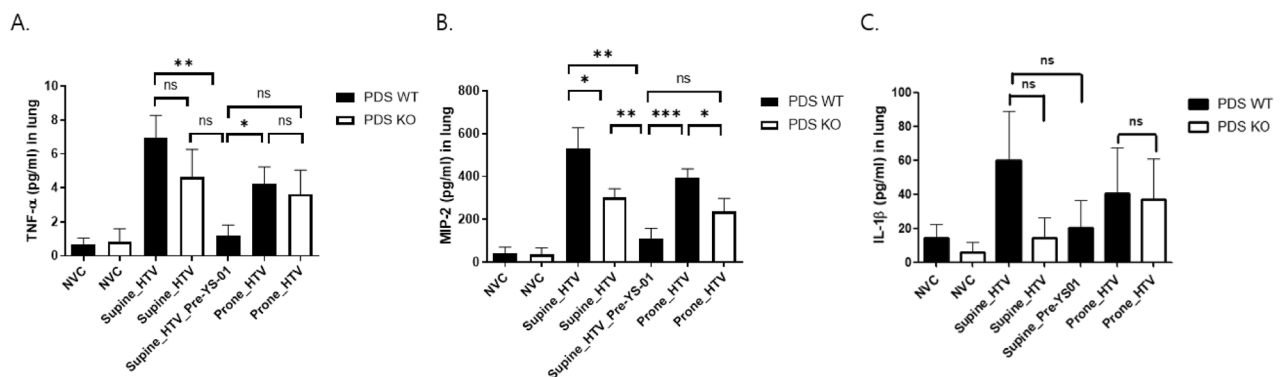 A.
B.
C.
TNF-α (pg/ml) in lung
10
8
6
4
2
0
**
ns
ns
ns
*
ns
PDS WT
PDS KO
NVC
NVC
Supine_HTV
Supine_HTV
Supine_HTV_Pre-YS-01
Prone_HTV
Prone_HTV
MIP-2 (pg/ml) in lung
800
600
400
200
0
**
*
ns
**
***
*
PDS WT
PDS KO
NVC
NVC
Supine_HTV
Supine_HTV
Supine_HTV_Pre-YS-01
Prone_HTV
Prone_HTV
IL-1β (pg/ml) in lung
100
80
60
40
20
0
ns
ns
ns
PDS WT
PDS KO
NVC
NVC
Supine_HTV
Supine_HTV
Supine_Pre-YS01
Prone_HTV
Prone_HTV